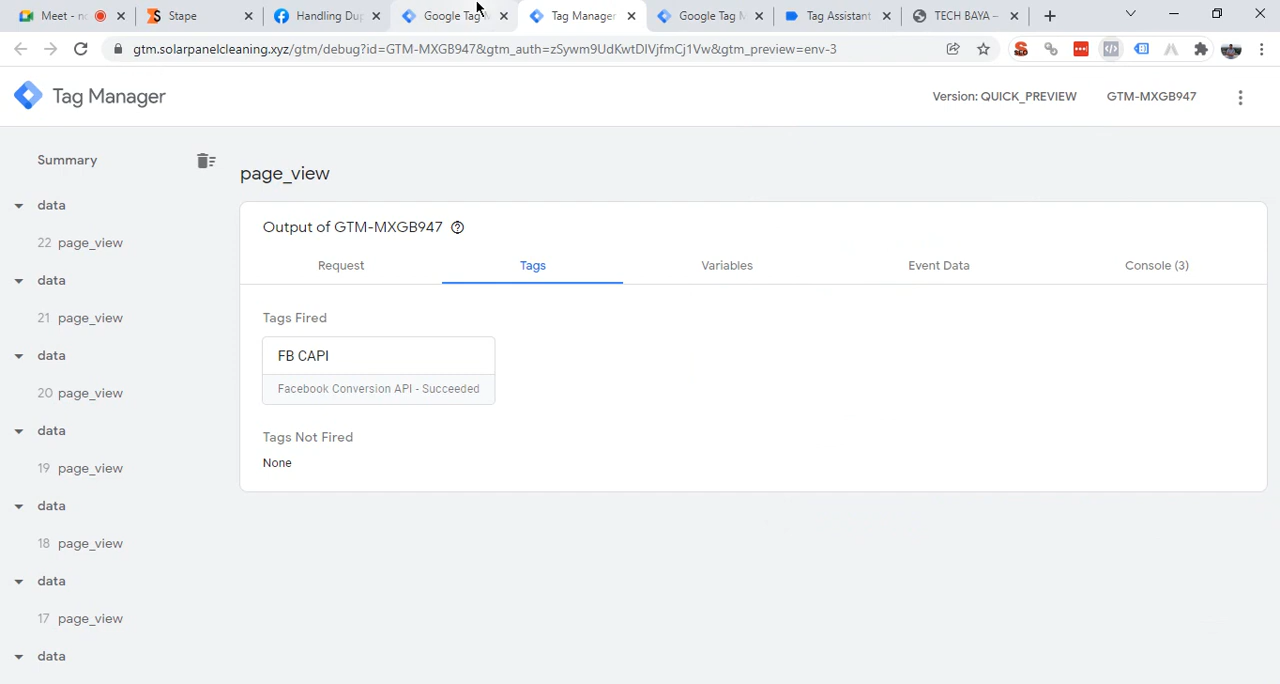 Meet - n
Stape
Handling Dup
Google Tag M
Tag Manager
Google Tag M
Tag Assistant
TECH BAYA –
gtm.solarpanelcleaning.xyz/gtm/debug?id=GTM-MXGB947&gtm_auth=zSywm9UdKwtDIVjfmCj1Vw&gtm_preview=env-3
Tag Manager
Version: QUICK_PREVIEW
GTM-MXGB947
Summary
data
22 page_view
data
21 page_view
data
20 page_view
data
19 page_view
data
18 page_view
data
17 page_view
data
page_view
Output of GTM-MXGB947
Request
Tags
Variables
Event Data
Console (3)
Tags Fired
FB CAPI
Facebook Conversion API - Succeeded
Tags Not Fired
None